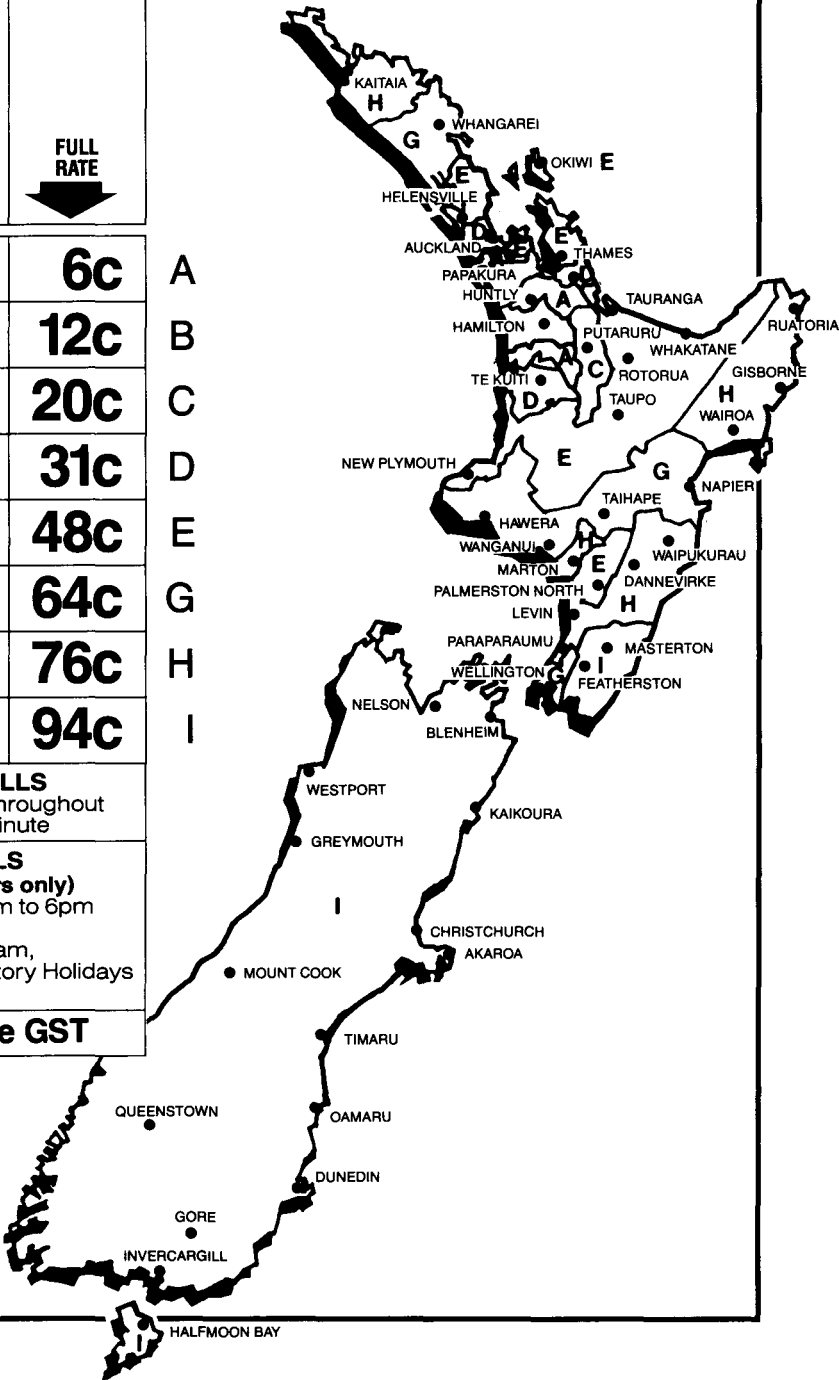 FULL
RATE
6c A
12c B
20c C
31c D
48c E
64c G
76c H
94c I
LLS
hroughout
inute
LS
rs only)
m to 6pm
am,
tory Holidays
e GST
KAITAIA
H
WHANGAREI
G
OKIWI E
E
HELENSVILLE
D
AUCKLAND
E
E
THAMES
PAPAKURA
D
HUNTLY
A
TAURANGA
HAMILTON
PUTARURU
RUATORIA
WHAKATANE
A
C
ROTORUA
TE KUITI
GISBORNE
D
TAUPO
H
WAIROA
E
NEW PLYMOUTH
G
NAPIER
TAIHAPE
HAWERA
WANGANUI
H
WAIPUKURAU
MARTON
E
DANNEVIRKE
PALMERSTON NORTH
H
LEVIN
PARAPARAUMU
MASTERTON
WELLINGTON
G
I
FEATHERSTON
NELSON
BLENHEIM
WESTPORT
KAIKOURA
GREYMOUTH
I
CHRISTCHURCH
AKAROA
MOUNT COOK
TIMARU
QUEENSTOWN
OAMARU
DUNEDIN
GORE
INVERCARGILL
HALFMOON BAY
I